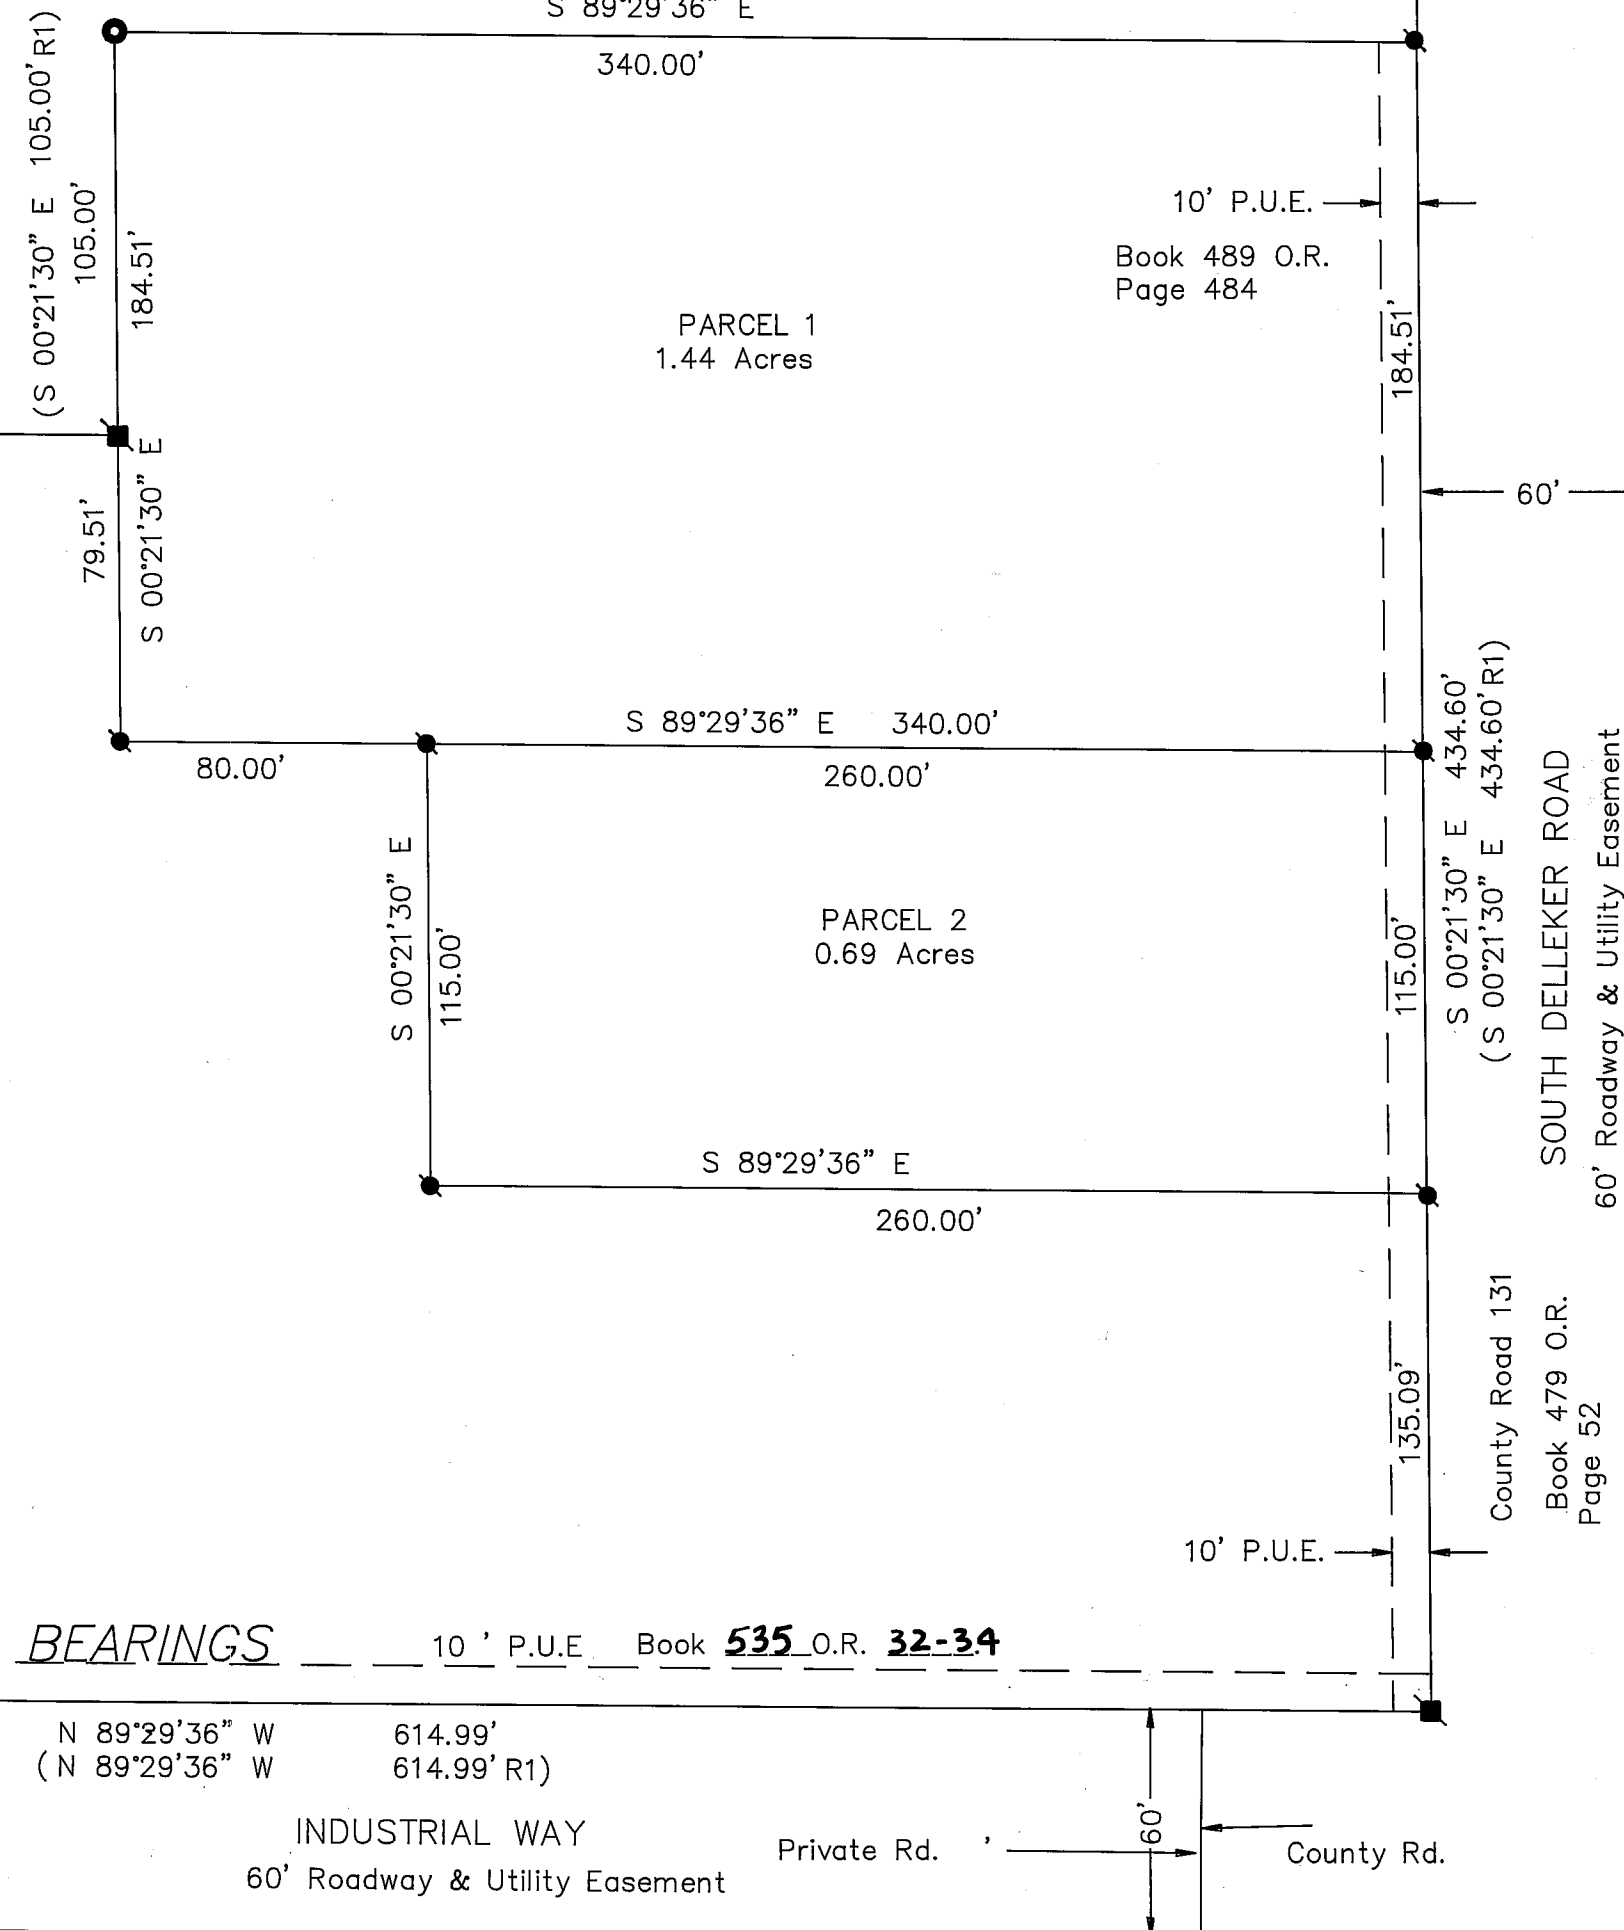 S 89°29'36" E
340.00'
(S 00°21'30" E 105.00'R1)
105.00'
184.51'
10' P.U.E.
Book 489 O.R.
Page 484
PARCEL 1
1.44 Acres
184.51'
79.51'
S 00°21'30" E
60'
S 89°29'36" E 340.00'
80.00'
260.00'
S 00°21'30" E
115.00'
PARCEL 2
0.69 Acres
115.00'
S 00°21'30" E 434.60'
(S 00°21'30" E 434.60'R1)
SOUTH DELLEKER ROAD
60' Roadway & Utility Easement
S 89°29'36" E
260.00'
135.09'
County Road 131
Book 479 O.R.
Page 52
10' P.U.E.
BEARINGS
10 ' P.U.E Book 535 O.R. 32-34
N 89°29'36" W 614.99'
(N 89°29'36" W 614.99'R1)
INDUSTRIAL WAY
60' Roadway & Utility Easement
Private Rd. '
60'
County Rd.